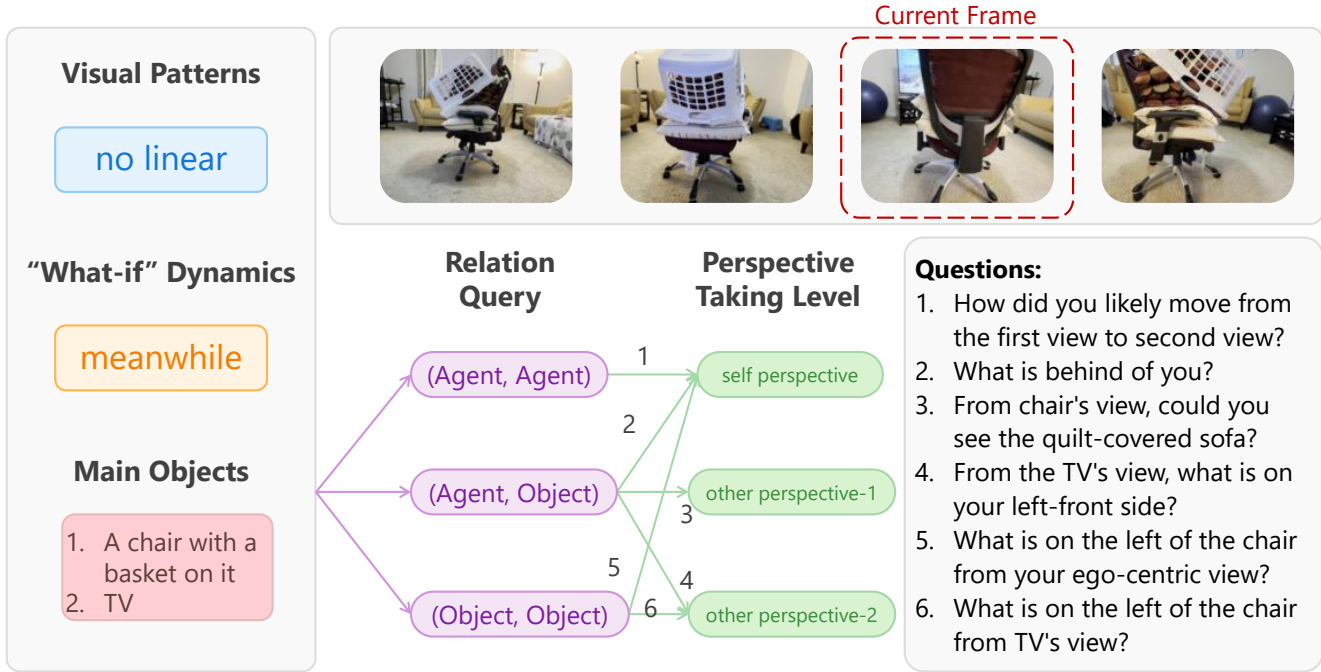 Current Frame
Visual Patterns
no linear
“What-if” Dynamics
meanwhile
Main Objects
1. A chair with a
basket on it
2. TV
Relation
Query
Perspective
Taking Level
(Agent, Agent)
(Agent, Object)
(Object, Object)
1
2
3
4
5
6
self perspective
other perspective-1
other perspective-2
Questions:
1. How did you likely move from
the first view to second view?
2. What is behind of you?
3. From chair's view, could you
see the quilt-covered sofa?
4. From the TV's view, what is on
your left-front side?
5. What is on the left of the chair
from your ego-centric view?
6. What is on the left of the chair
from TV's view?